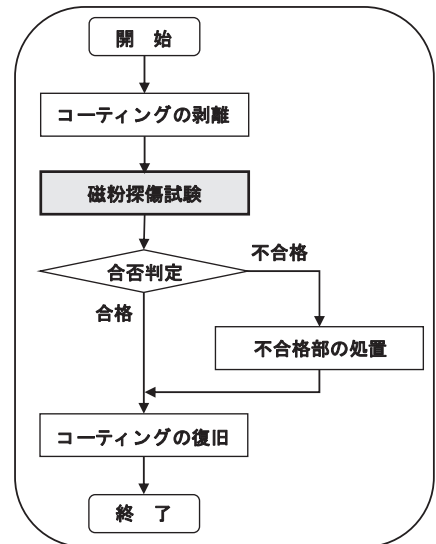 開 始
コーティングの剥離
磁粉探傷試験
合否判定
不合格
合格
不合格部の処置
コーティングの復旧
終 了